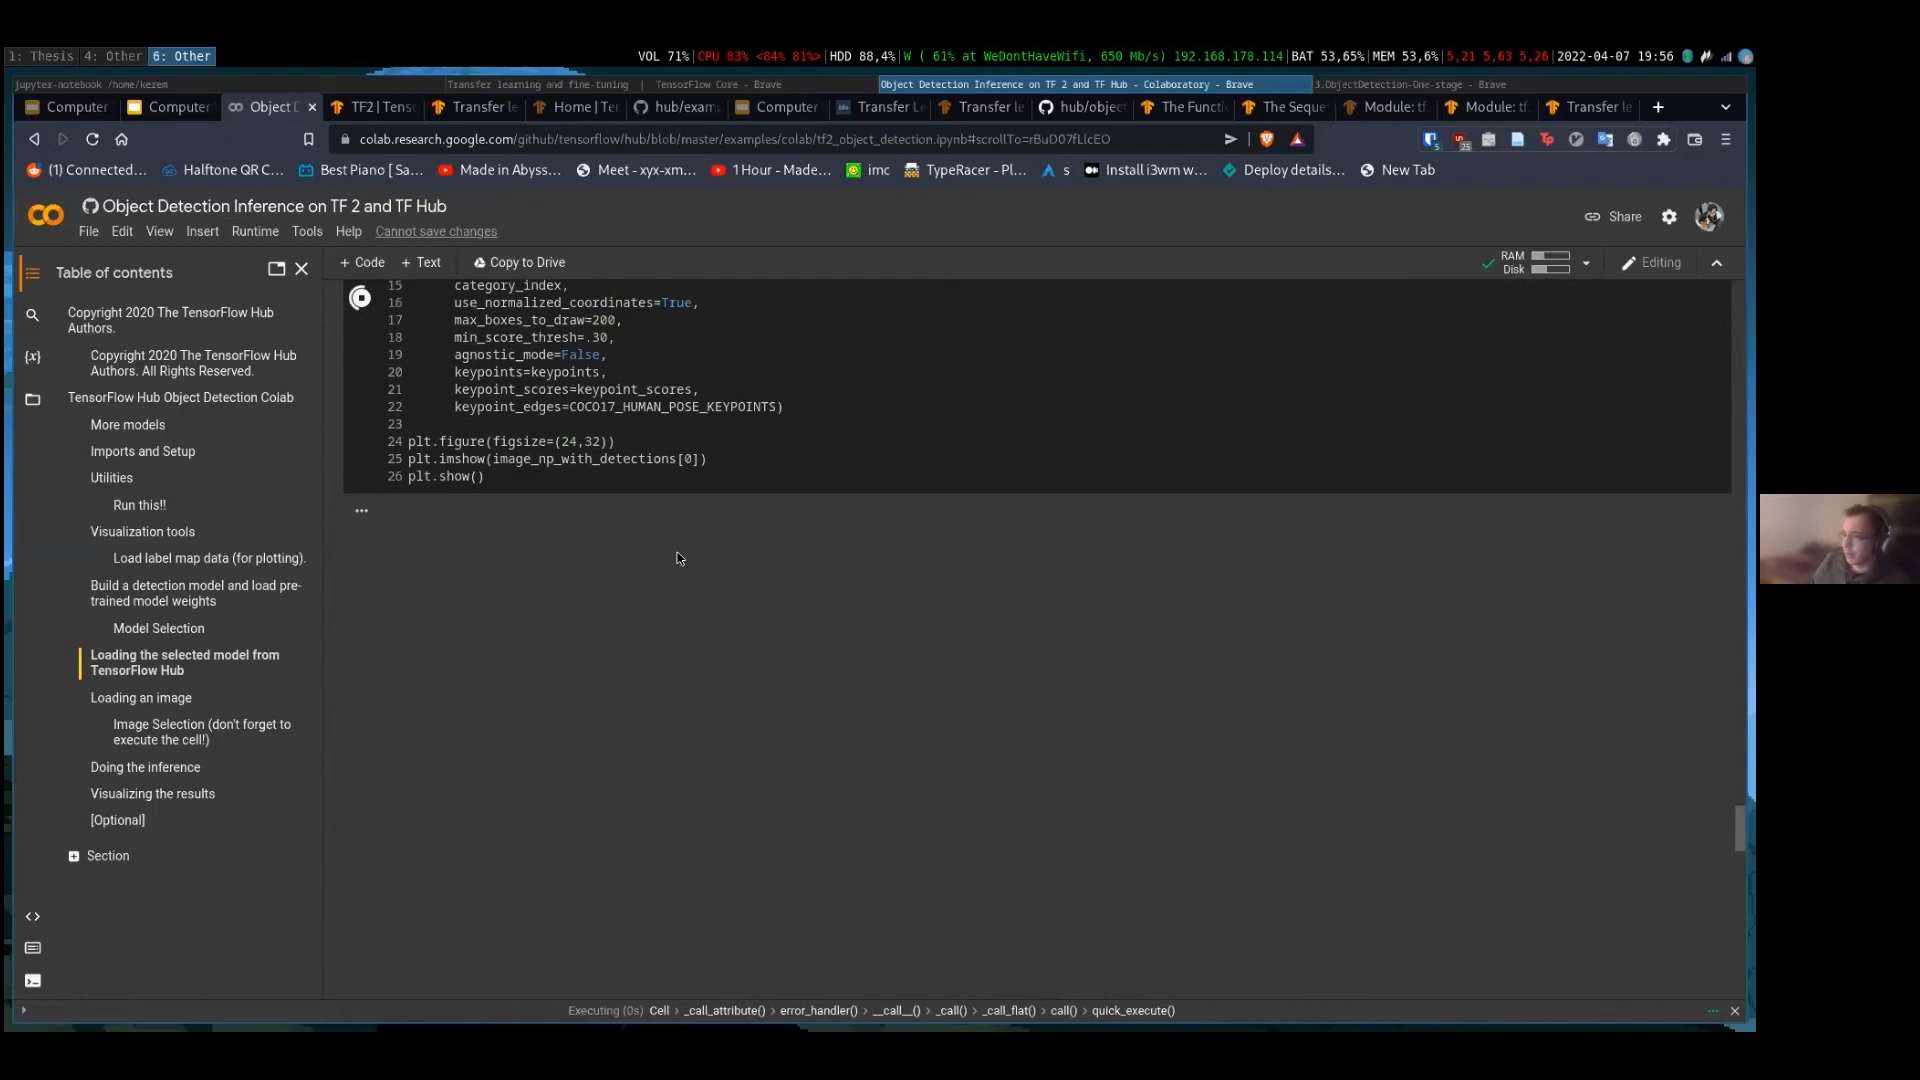 1: Thesis 4: Other 6: Other
VOL 71%|CPU 83% <84% 81%>|HDD 88,4%|W ( 61% at WeDontHaveWifi, 650 Mb/s) 192.168.178.114|BAT 53,65%|MEM 53,6%|5,21 5,63 5,26|2022-04-07 19:56
jupyter-notebook /home/kerem
Transfer learning and fine-tuning | TensorFlow Core - Brave
Object Detection Inference on TF 2 and TF Hub - Colaboratory - Brave
3.ObjectDetection-One-stage - Brave
Computer
Computer
Object D
TF2 | Tens
Transfer le
Home | Te
hub/exam
Computer
Transfer Le
Transfer le
hub/object
The Functi
The Seque
Module: tf
Module: tf.
Transfer le
colab.research.google.com/github/tensorflow/hub/blob/master/examples/colab/tf2_object_detection.ipynb#scrollTo=rBuD07fLlcEO
(1) Connected...
Halftone QR C...
Best Piano [ Sa...
Made in Abyss...
Meet - xyx-xm...
1 Hour - Made...
imc
TypeRacer - Pl...
s
Install i3wm w...
Deploy details...
New Tab
Object Detection Inference on TF 2 and TF Hub
Share
File Edit View Insert Runtime Tools Help Cannot save changes
Table of contents
+ Code + Text Copy to Drive
RAM
Disk
Editing
Copyright 2020 The TensorFlow Hub
Authors.
Copyright 2020 The TensorFlow Hub
Authors. All Rights Reserved.
TensorFlow Hub Object Detection Colab
More models
Imports and Setup
Utilities
Run this!!
Visualization tools
Load label map data (for plotting).
Build a detection model and load pre-
trained model weights
Model Selection
Loading the selected model from
TensorFlow Hub
Loading an image
Image Selection (don't forget to
execute the cell!)
Doing the inference
Visualizing the results
[Optional]
Section
15 category_index,
16 use_normalized_coordinates=True,
17 max_boxes_to_draw=200,
18 min_score_thresh=.30,
19 agnostic_mode=False,
20 keypoints=keypoints,
21 keypoint_scores=keypoint_scores,
22 keypoint_edges=COCO17_HUMAN_POSE_KEYPOINTS)
23
24 plt.figure(figsize=(24,32))
25 plt.imshow(image_np_with_detections[0])
26 plt.show()
...
Executing (0s) Cell > _call_attribute() > error_handler() > __call__() > _call() > _call_flat() > call() > quick_execute()